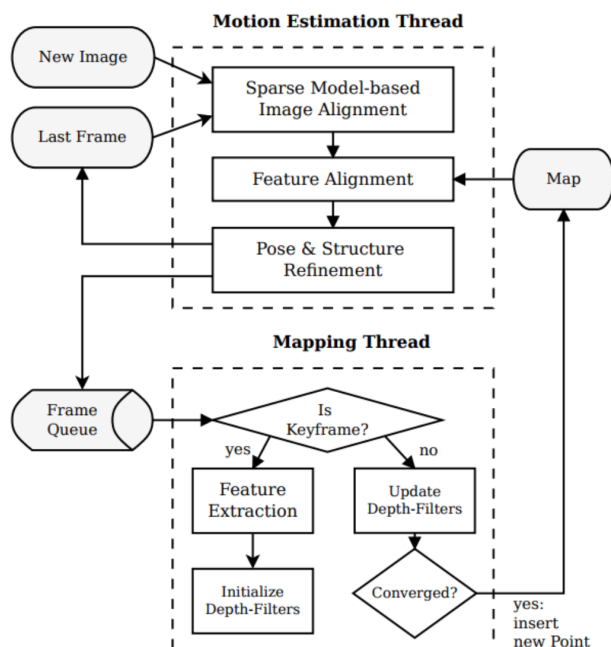 Motion Estimation Thread
New Image
Sparse Model-based
Image Alignment
Last Frame
Feature Alignment
Map
Pose & Structure
Refinement
Mapping Thread
Frame
Queue
Is
Keyframe?
yes
no
Feature
Extraction
Update
Depth-Filters
Initialize
Depth-Filters
Converged?
yes:
insert
new Point